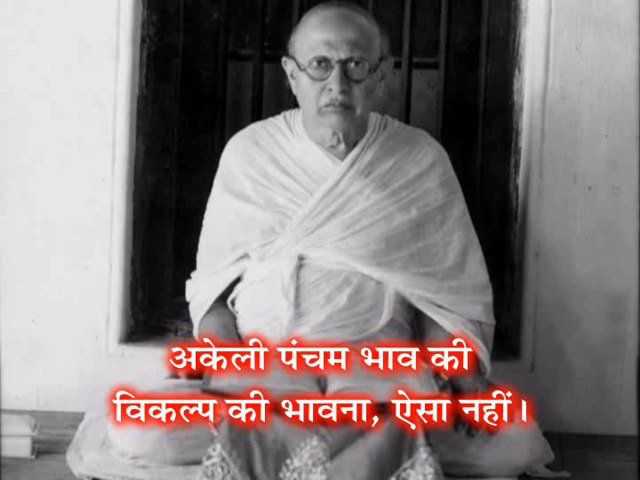 अकेली पंचम भाव की
विकल्प की भावना, ऐसा नहीं।